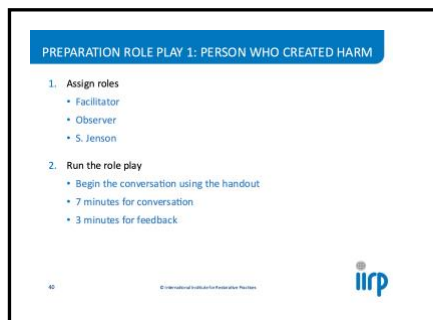 PREPARATION ROLE PLAY 1: PERSON WHO CREATED HARM
1. Assign roles
• Facilitator
• Observer
• S. Jenson
2. Run the role play
• Begin the conversation using the handout
• 7 minutes for conversation
• 3 minutes for feedback
40
© International Institute for Restorative Practices
iirp